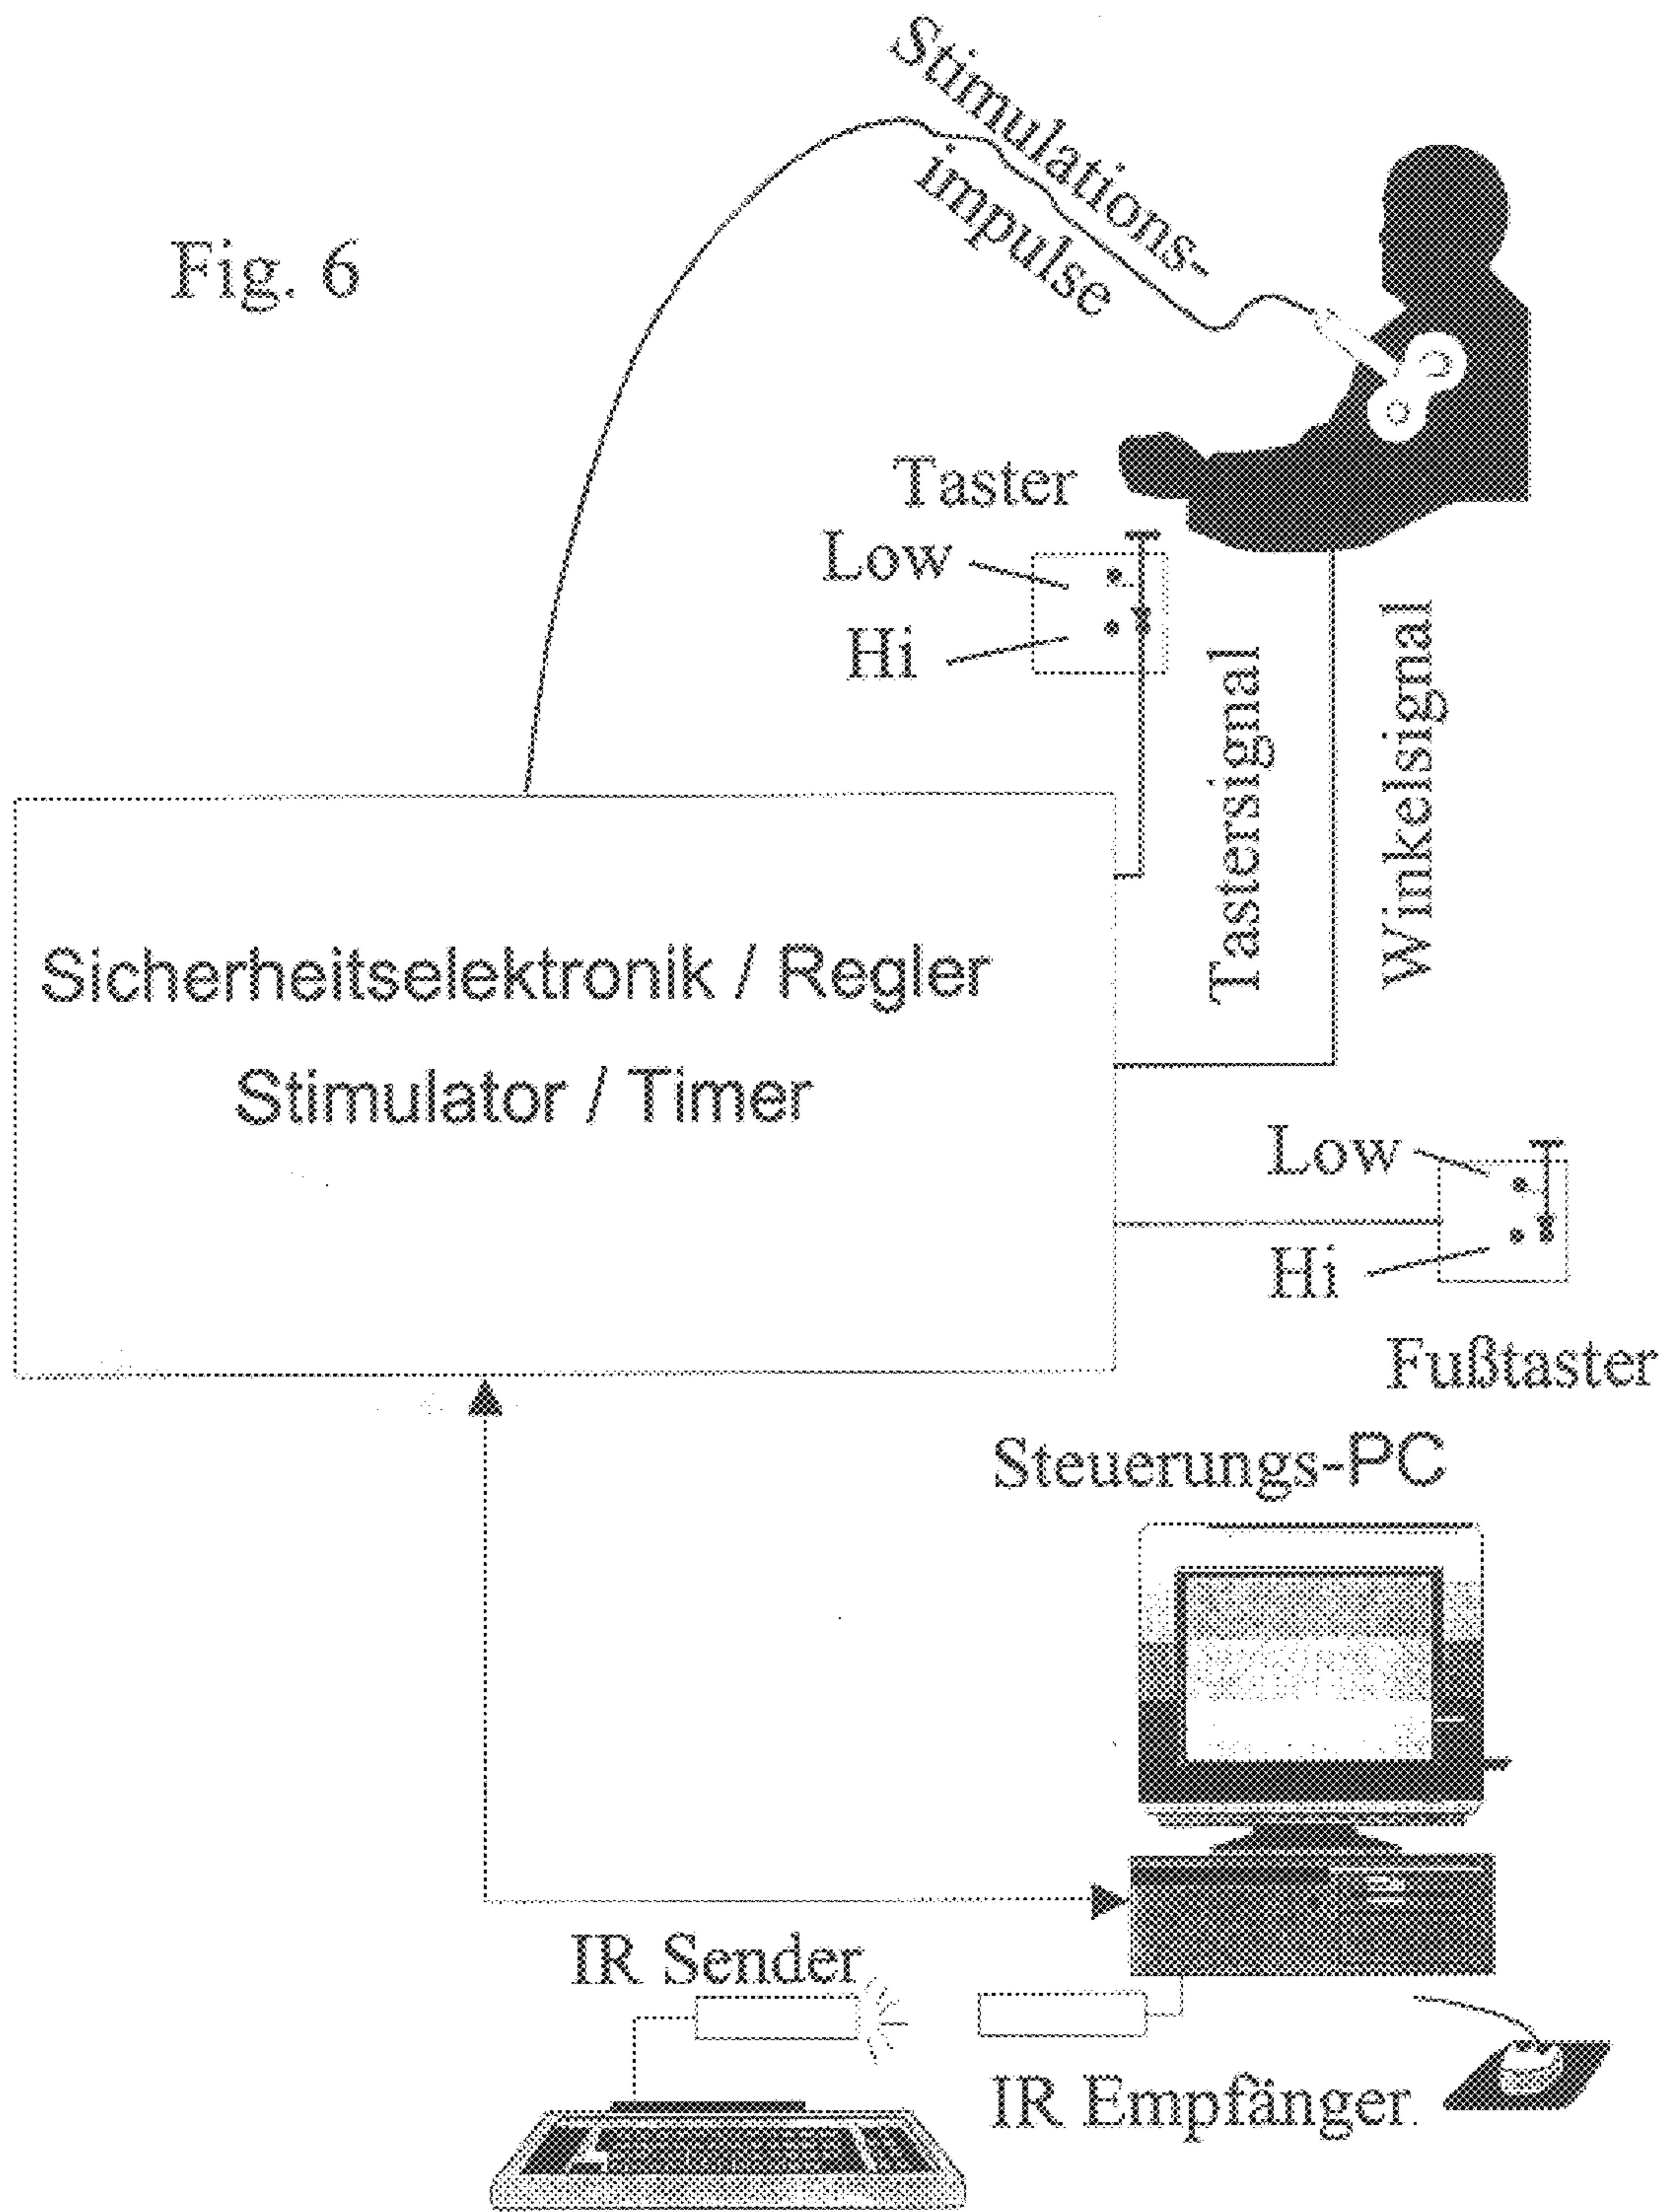 Stimulations-
impulse
Fig. 6
Taster
Low
Hi
Tastersignal
Winkelsignal
Sicherheitselektronik / Regler
Stimulator / Timer
Low
Hi
Fußtaster
Steuerungs-PC
IR Sender
IR Empfänger